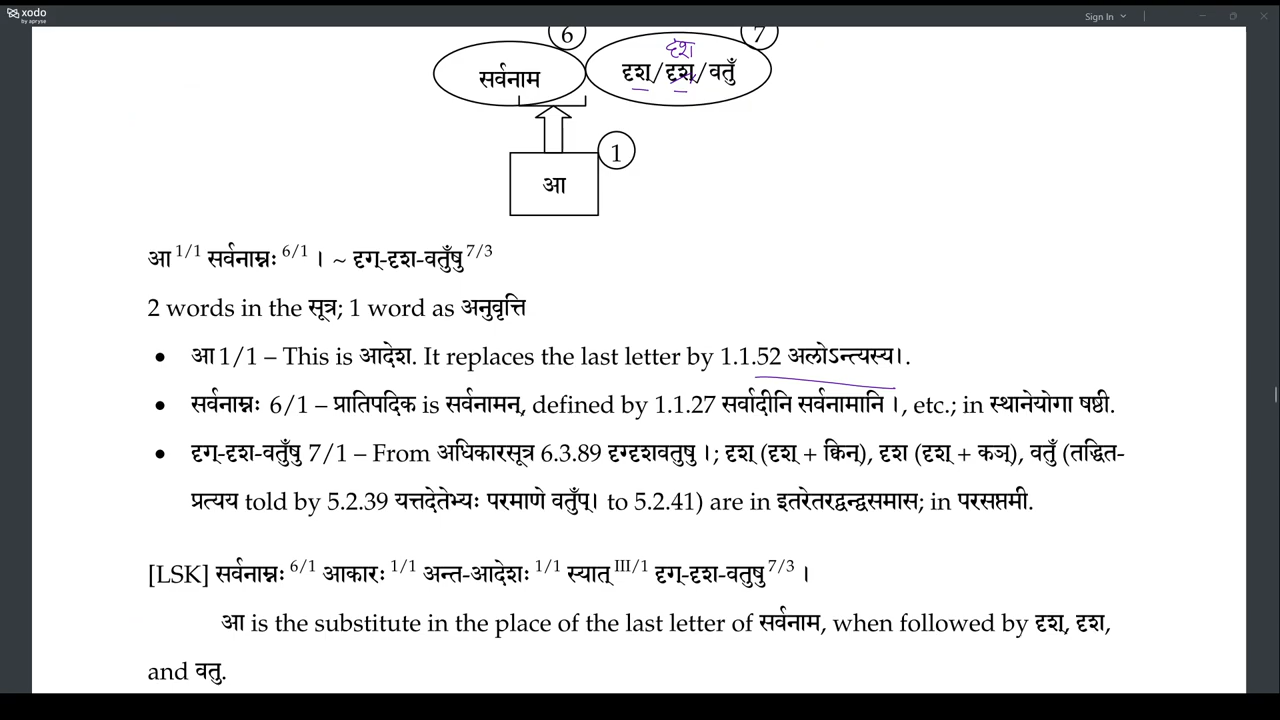 xodo
by apryse
Sign In
6
7
दृश
सर्वनाम
दृश्/दृश्/वतुँ
1
आ
आ 1/1 सर्वनाम्नः 6/1 । ~ दृग्-दृश-वतुँषु 7/3
2 words in the सूत्र; 1 word as अनुवृत्ति
• आ 1/1 – This is आदेश. It replaces the last letter by 1.1.52 अलोऽन्त्यस्य।.
• सर्वनाम्नः 6/1 – प्रातिपदिक is सर्वनामन्, defined by 1.1.27 सर्वादीनि सर्वनामानि ।, etc.; in स्थानेयोगा षष्ठी.
• दृग्-दृश-वतुँषु 7/1 – From अधिकारसूत्र 6.3.89 दृग्दृशवतुषु ।; दृश् (दृश् + क्विन्), दृश (दृश् + कञ्), वतुँ (तद्धित-
प्रत्यय told by 5.2.39 यत्तदेतेभ्यः परमाणे वतुँप्। to 5.2.41) are in इतरेतरद्वन्द्वसमास; in परसप्तमी.
[LSK] सर्वनाम्नः 6/1 आकारः 1/1 अन्त-आदेशः 1/1 स्यात् III/1 दृग्-दृश-वतुषु 7/3 ।
आ is the substitute in the place of the last letter of सर्वनाम, when followed by दृश्, दृश,
and वतु.